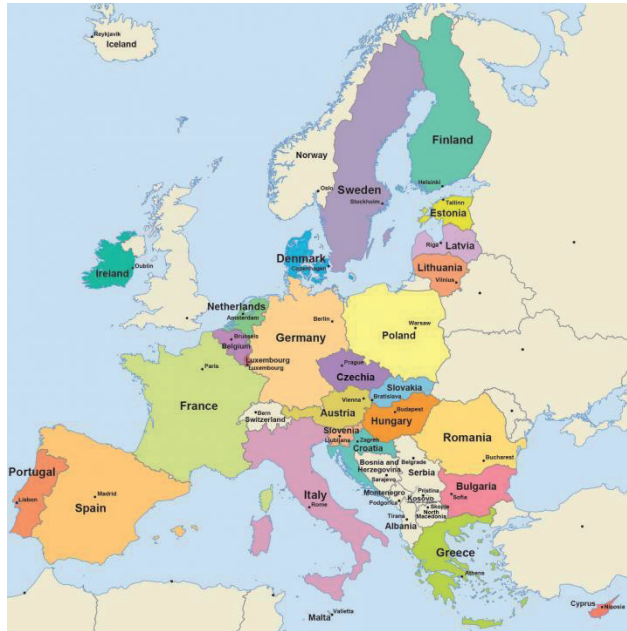 Reykjavik
Iceland
Finland
Norway
Oslo
Helsinki
Sweden
Stockholm
Tallinn
Estonia
Riga
Latvia
Denmark
Copenhagen
Lithuania
Vilnius
Dublin
Ireland
Netherlands
Amsterdam
Berlin
Germany
Warsaw
Poland
Brussels
Belgium
Luxembourg
Luxembourg
Paris
Prague
Czechia
Slovakia
Vienna
Bratislava
France
Bern
Switzerland
Austria
Budapest
Hungary
Slovenia
Ljubljana
Zagreb
Croatia
Romania
Bucharest
Bosnia and
Herzegovina
Sarajevo
Belgrade
Serbia
Portugal
Lisbon
Madrid
Spain
Italy
Rome
Montenegro
Podgorica
Pristina
Kosovo
Sofia
Bulgaria
Skopje
North
Macedonia
Tirana
Albania
Greece
Athens
Malta
Valletta
Cyprus
Nicosia